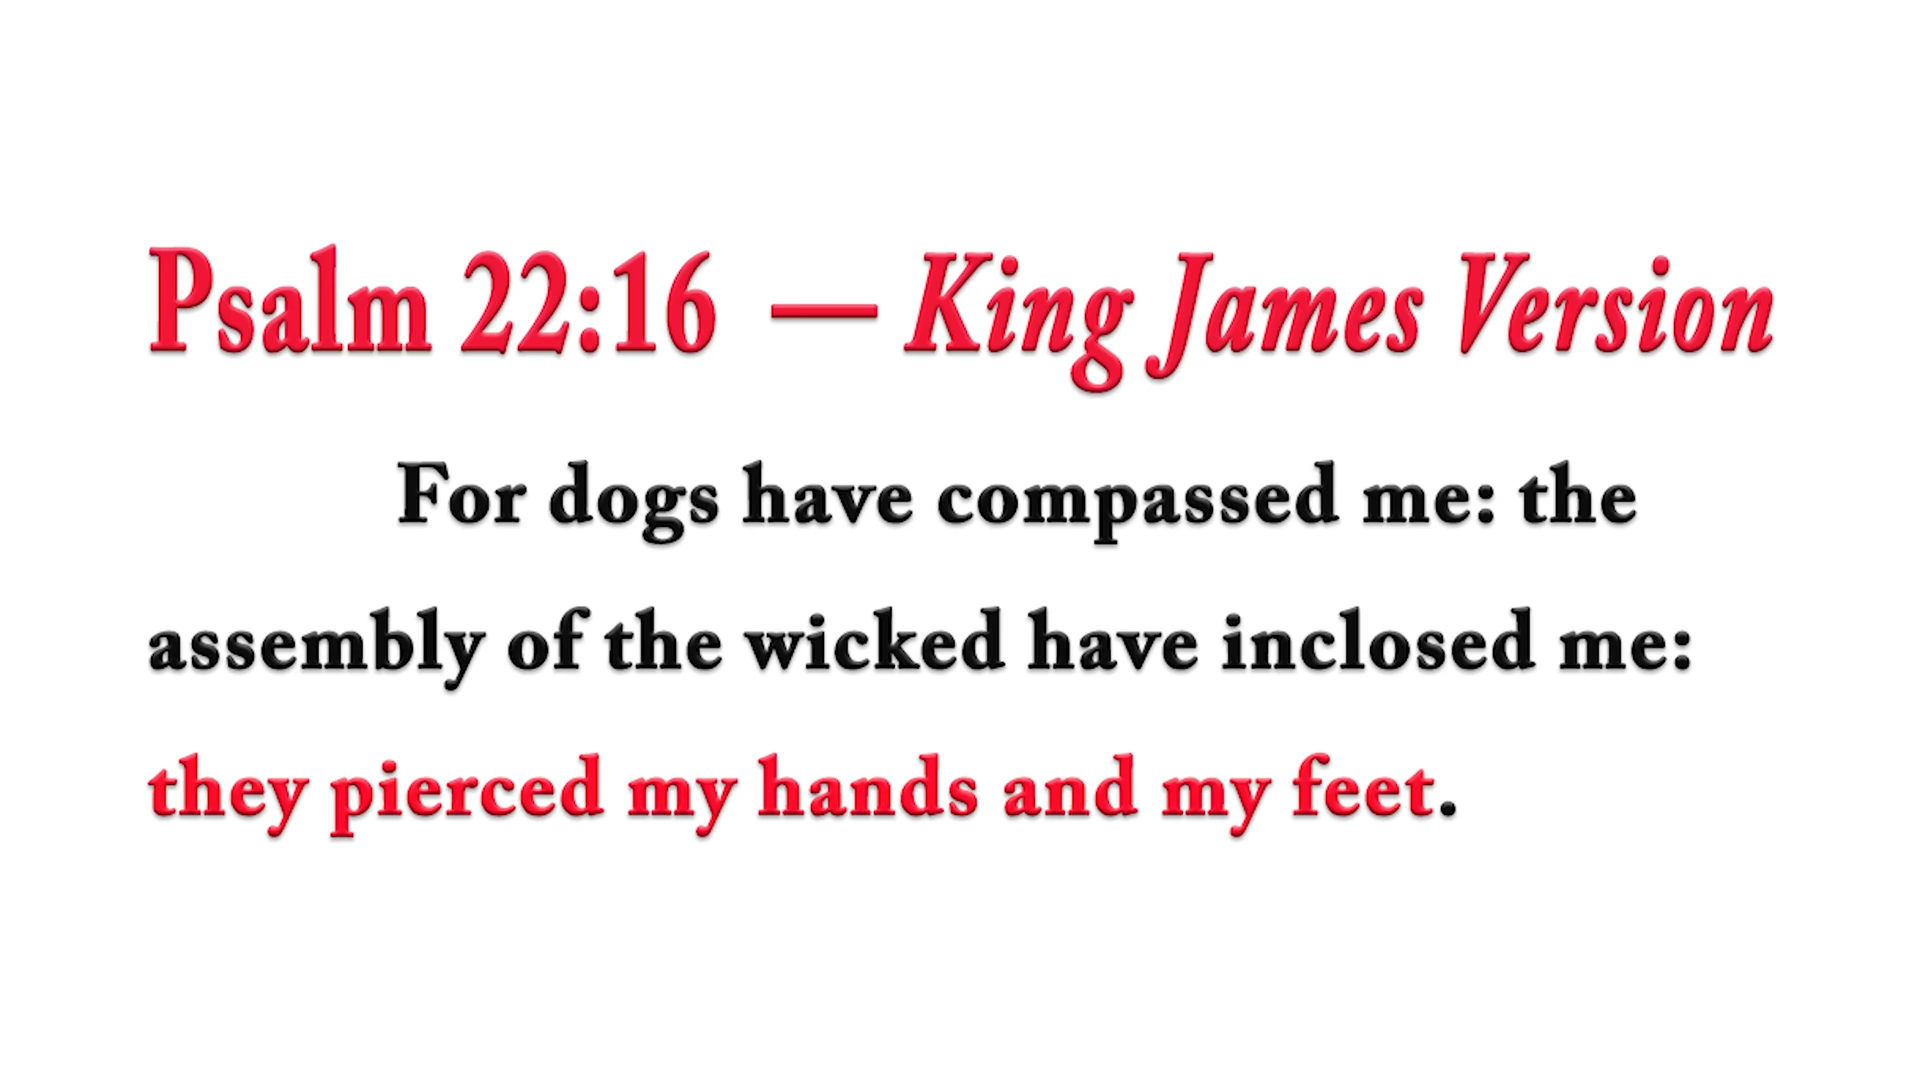 Psalm 22:16 — King James Version
For dogs have compassed me: the
assembly of the wicked have inclosed me:
they pierced my hands and my feet.